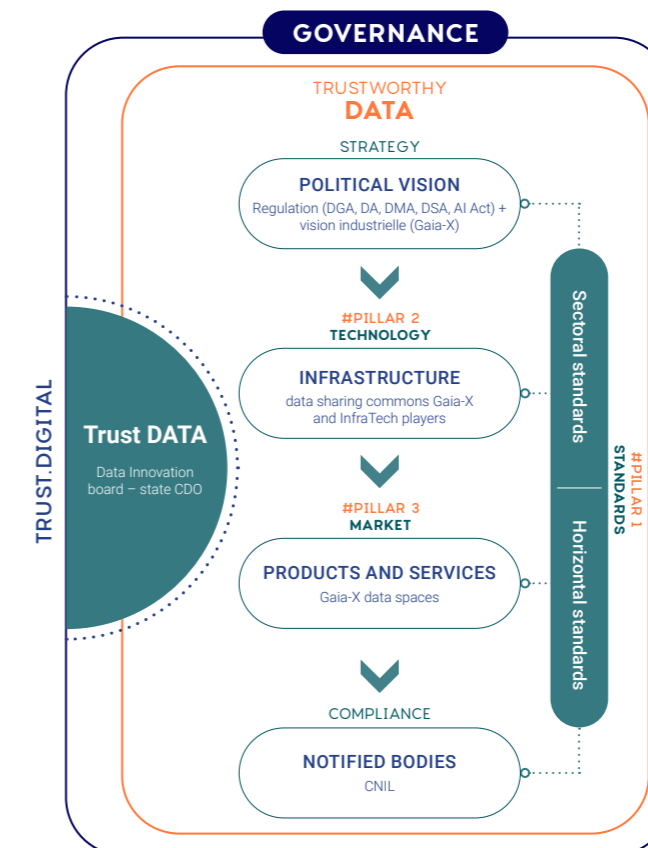 GOVERNANCE
TRUSTWORTHY
DATA
STRATEGY
POLITICAL VISION
Regulation (DGA, DA, DMA, DSA, AI Act) +
vision industrielle (Gaia-X)
#PILLAR 2
TECHNOLOGY
INFRASTRUCTURE
data sharing commons Gaia-X
and InfraTech players
#PILLAR 3
MARKET
PRODUCTS AND SERVICES
Gaia-X data spaces
COMPLIANCE
NOTIFIED BODIES
CNIL
TRUST.DIGITAL
Trust DATA
Data Innovation
board – state CDO
Sectoral standards
Horizontal standards
#PILLAR 1
STANDARDS